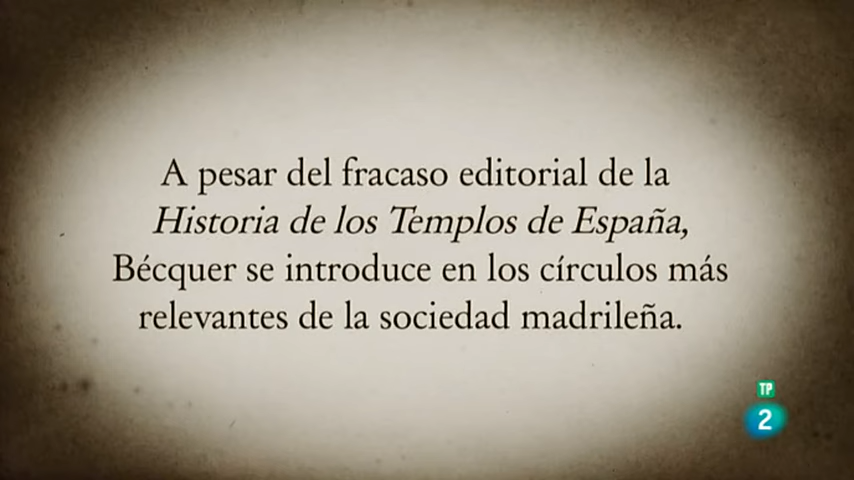 A pesar del fracaso editorial de la
Historia de los Templos de España,
Bécquer se introduce en los círculos más
relevantes de la sociedad madrileña.
TP
2